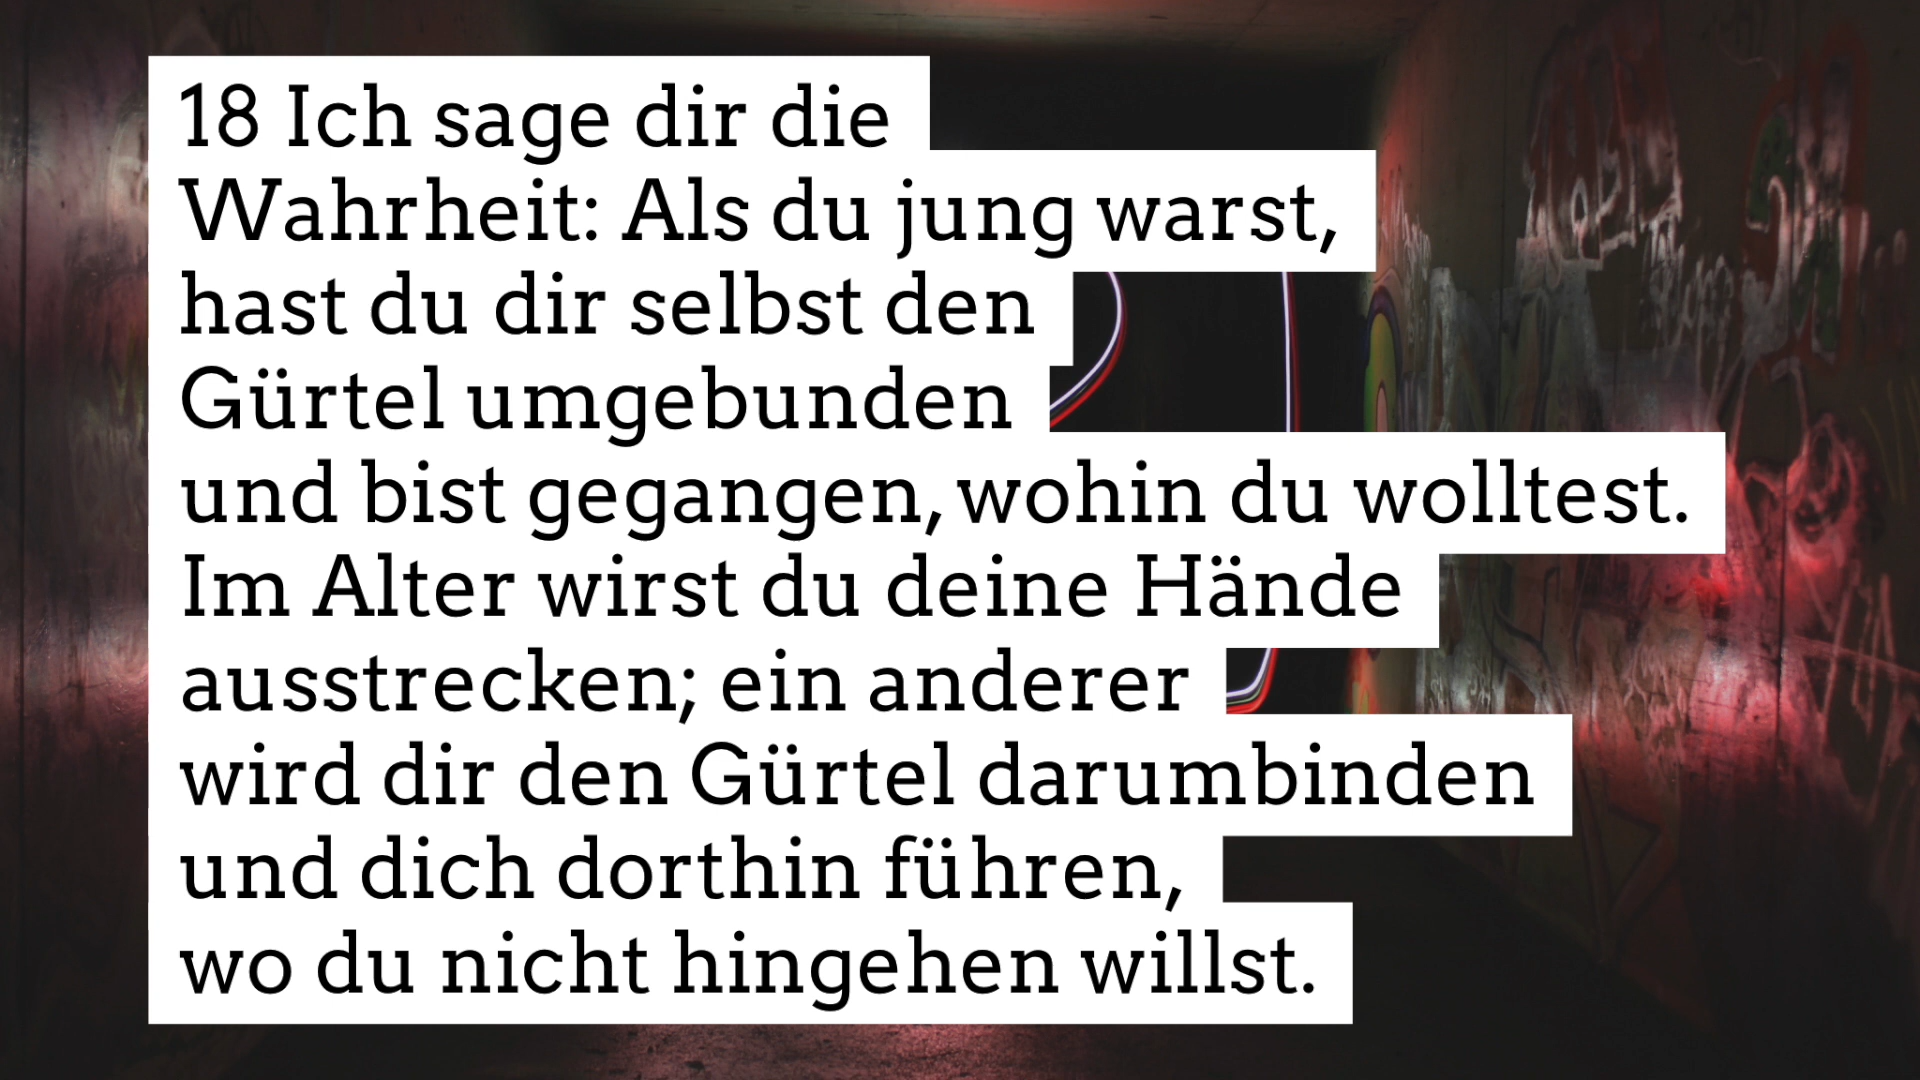 18 Ich sage dir die
Wahrheit: Als du jung warst,
hast du dir selbst den
Gürtel umgebunden
und bist gegangen, wohin du wolltest.
Im Alter wirst du deine Hände
ausstrecken; ein anderer
wird dir den Gürtel darumbinden
und dich dorthin führen,
wo du nicht hingehen willst.